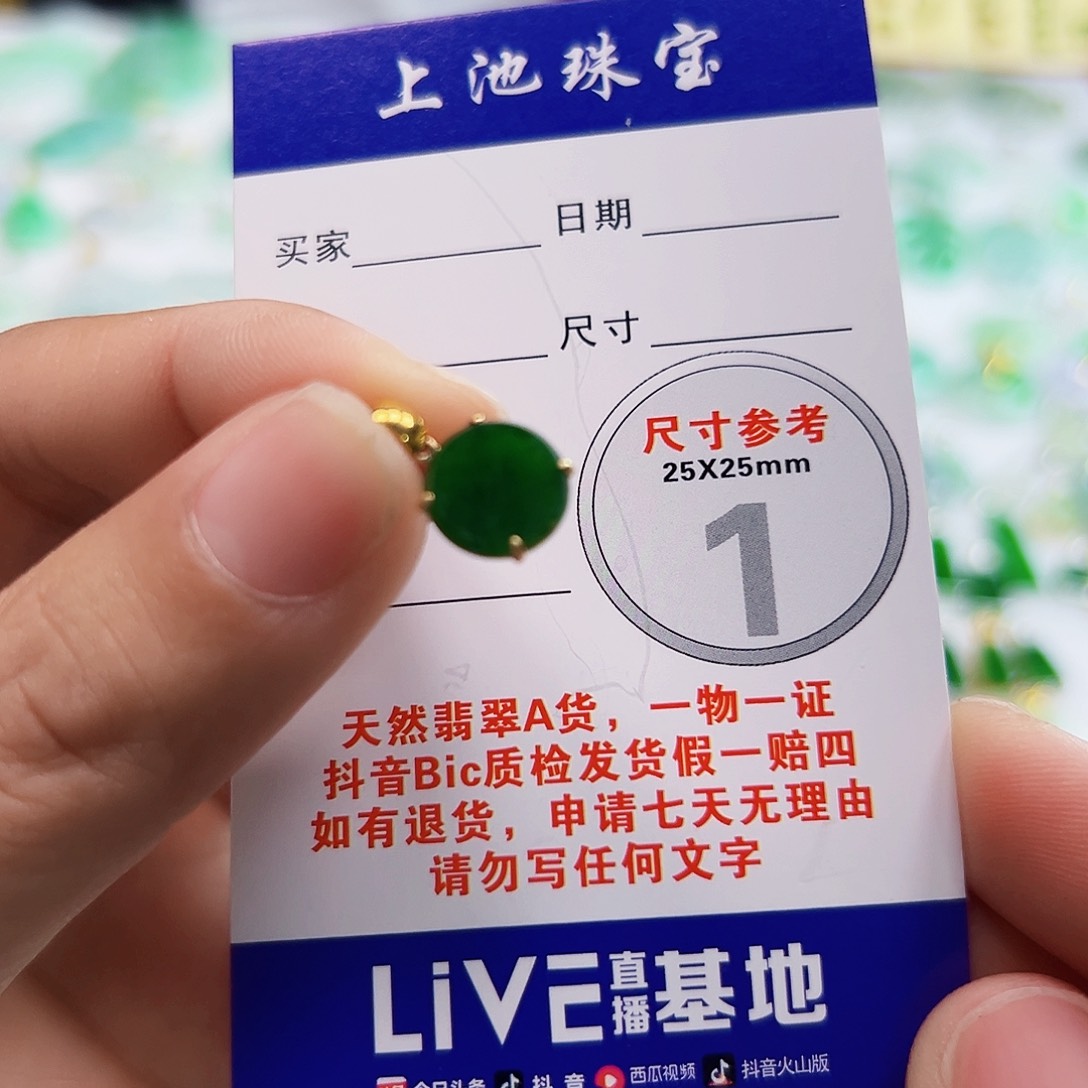 上池珠宝
买家 日期
尺寸
尺寸参考
25X25mm
1
天然翡翠A货，一物一证
抖音Bic质检发货假一赔四
如有退货，申请七天无理由
请勿写任何文字
LiVE直播基地
今日头条 抖音 西瓜视频 抖音火山版